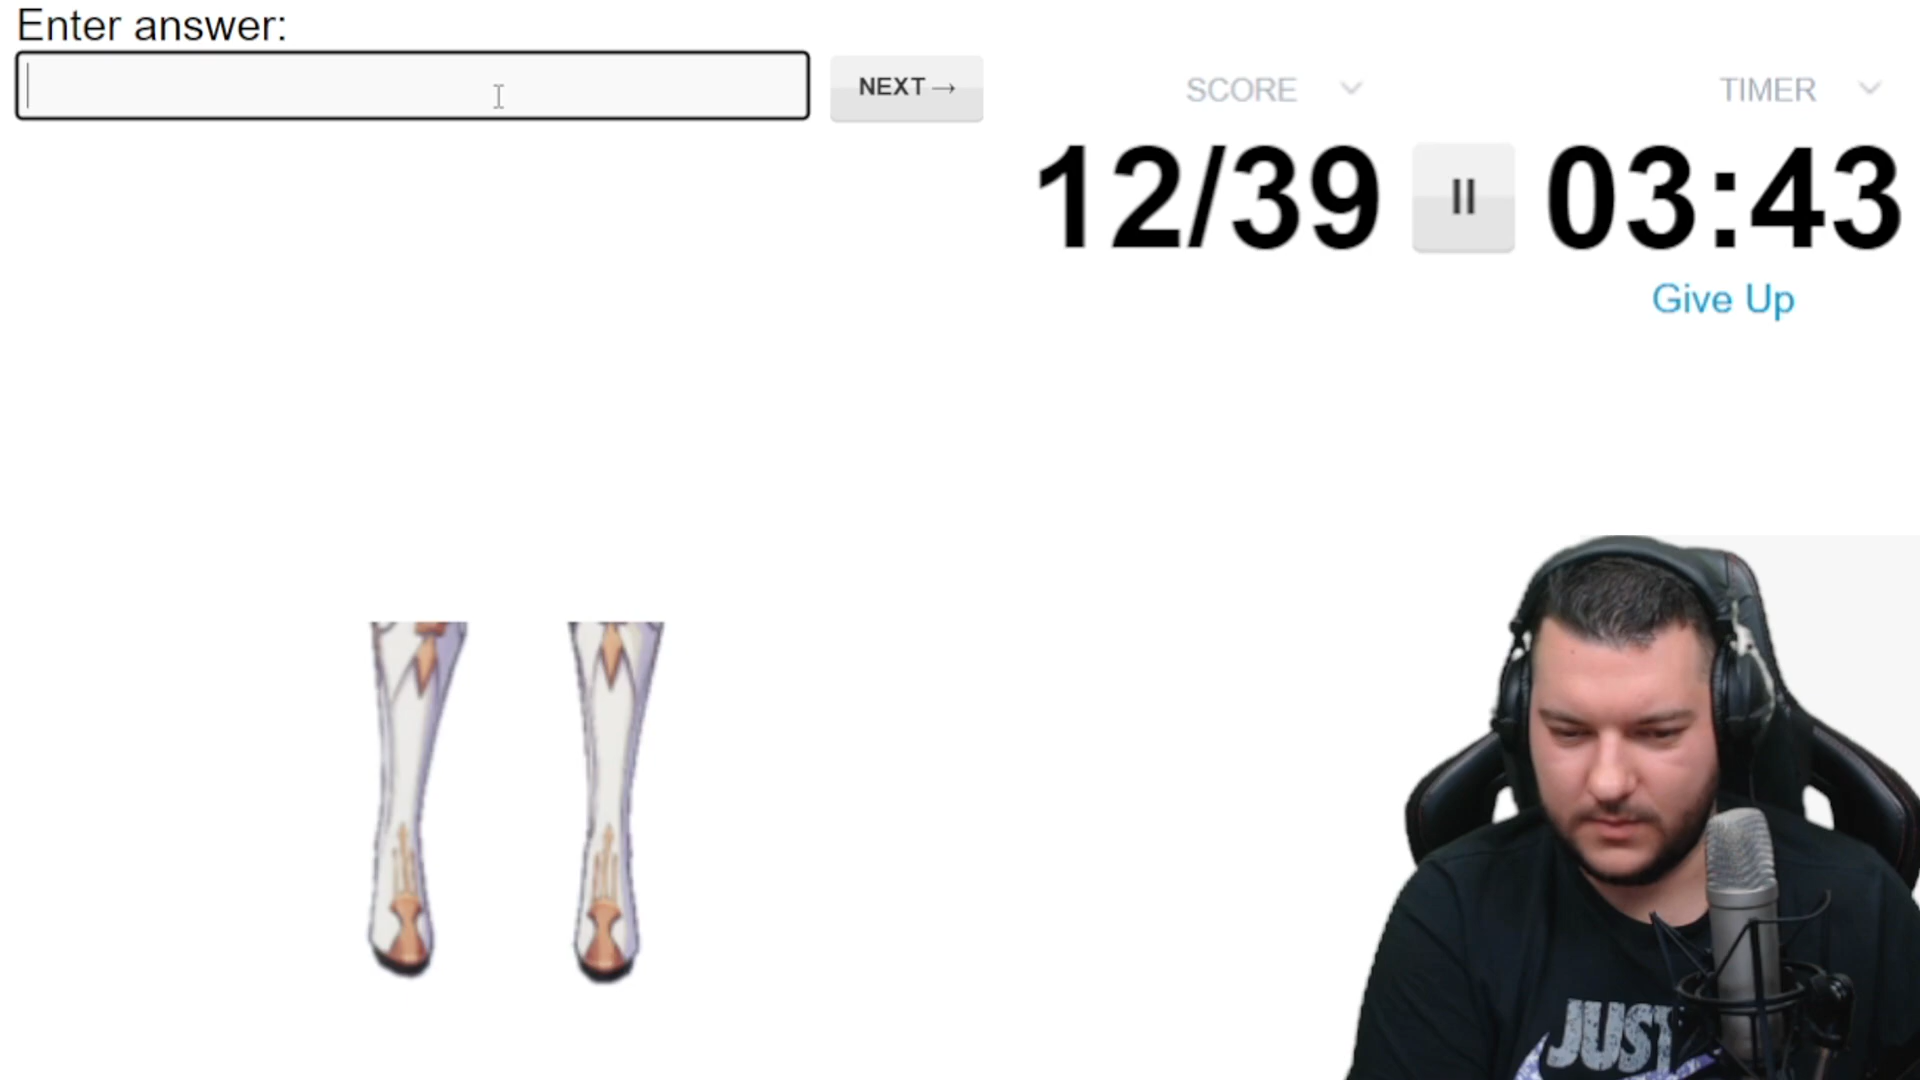 Enter answer:
NEXT →
SCORE
TIMER
12/39
03:43
Give Up
JUST